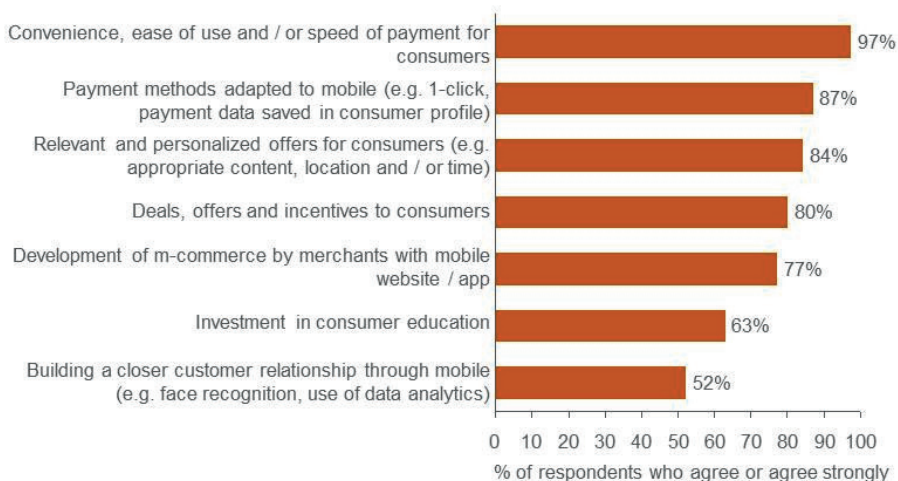 Convenience, ease of use and / or speed of payment for
consumers
97%
Payment methods adapted to mobile (e.g. 1-click,
payment data saved in consumer profile)
87%
Relevant and personalized offers for consumers (e.g.
appropriate content, location and / or time)
84%
Deals, offers and incentives to consumers
80%
Development of m-commerce by merchants with mobile
website / app
77%
Investment in consumer education
63%
Building a closer customer relationship through mobile
(e.g. face recognition, use of data analytics)
52%
0 10 20 30 40 50 60 70 80 90 100
% of respondents who agree or agree strongly